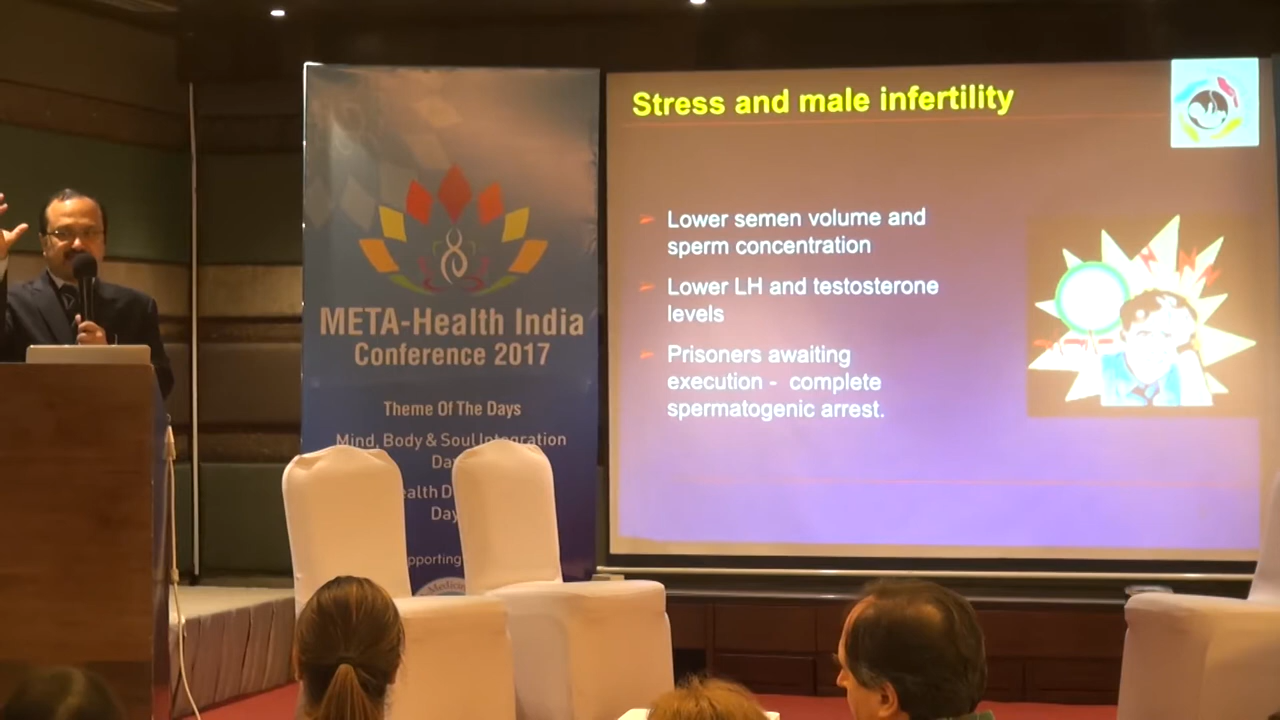 META-Health India
Conference 2017
Theme Of The Days
Mind, Body & Soul Integration
Day
Stress and male infertility
Lower semen volume and
sperm concentration
Lower LH and testosterone
levels
Prisoners awaiting
execution - complete
spermatogenic arrest.